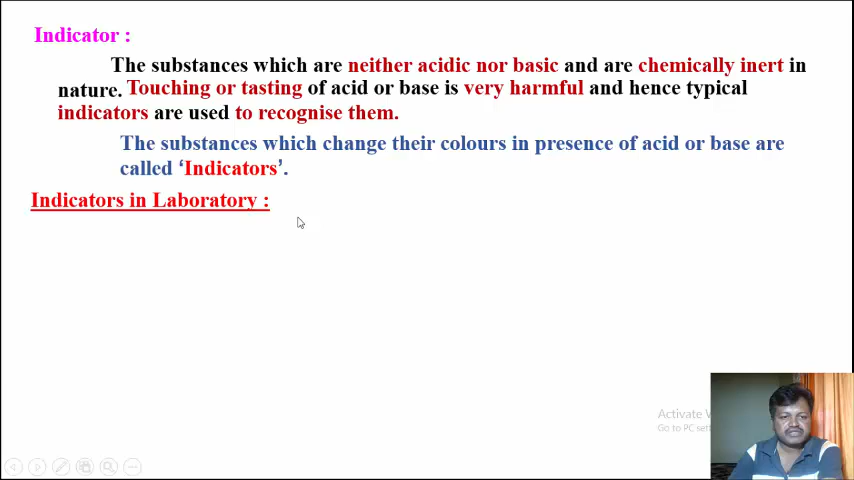 Indicator :
The substances which are neither acidic nor basic and are chemically inert in
nature. Touching or tasting of acid or base is very harmful and hence typical
indicators are used to recognise them.
The substances which change their colours in presence of acid or base are
called ‘Indicators’.
Indicators in Laboratory :
Activate
Go to PC